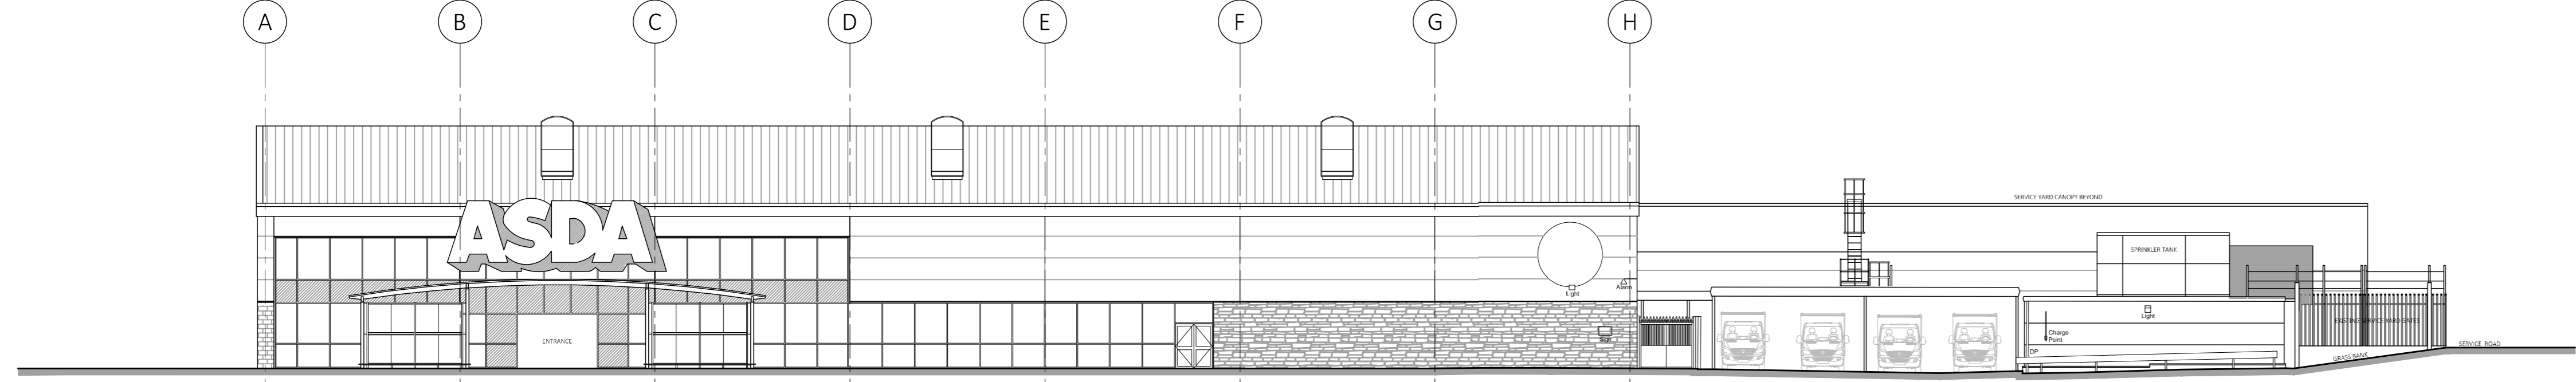 A B C D E F G H
SERVICE YARD CANOPY BEYOND
ASDA
SPRINKLER TANK
Alarm
Light
Light
EXISTING SERVICE YARD GATES
Sign
Charge
Point
ENTRANCE
DP
SERVICE ROAD
GRASS BANK